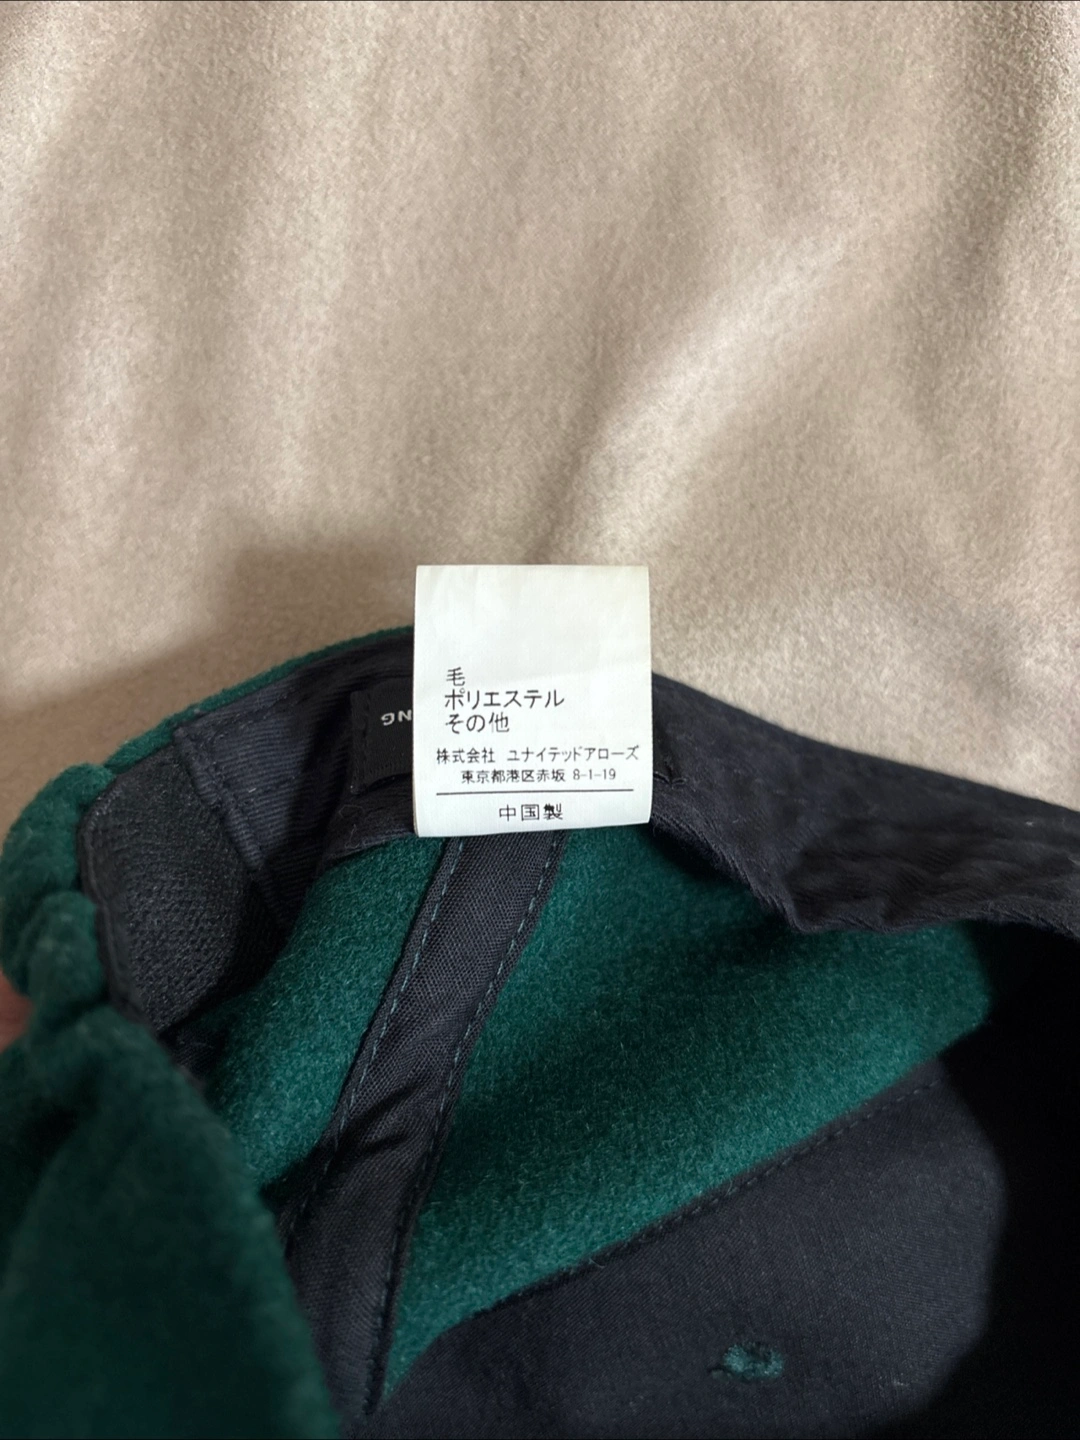 毛
ポリエステル
その他
株式会社 ユナイテッドアローズ
東京都港区赤坂 8-1-19
中国製
NG